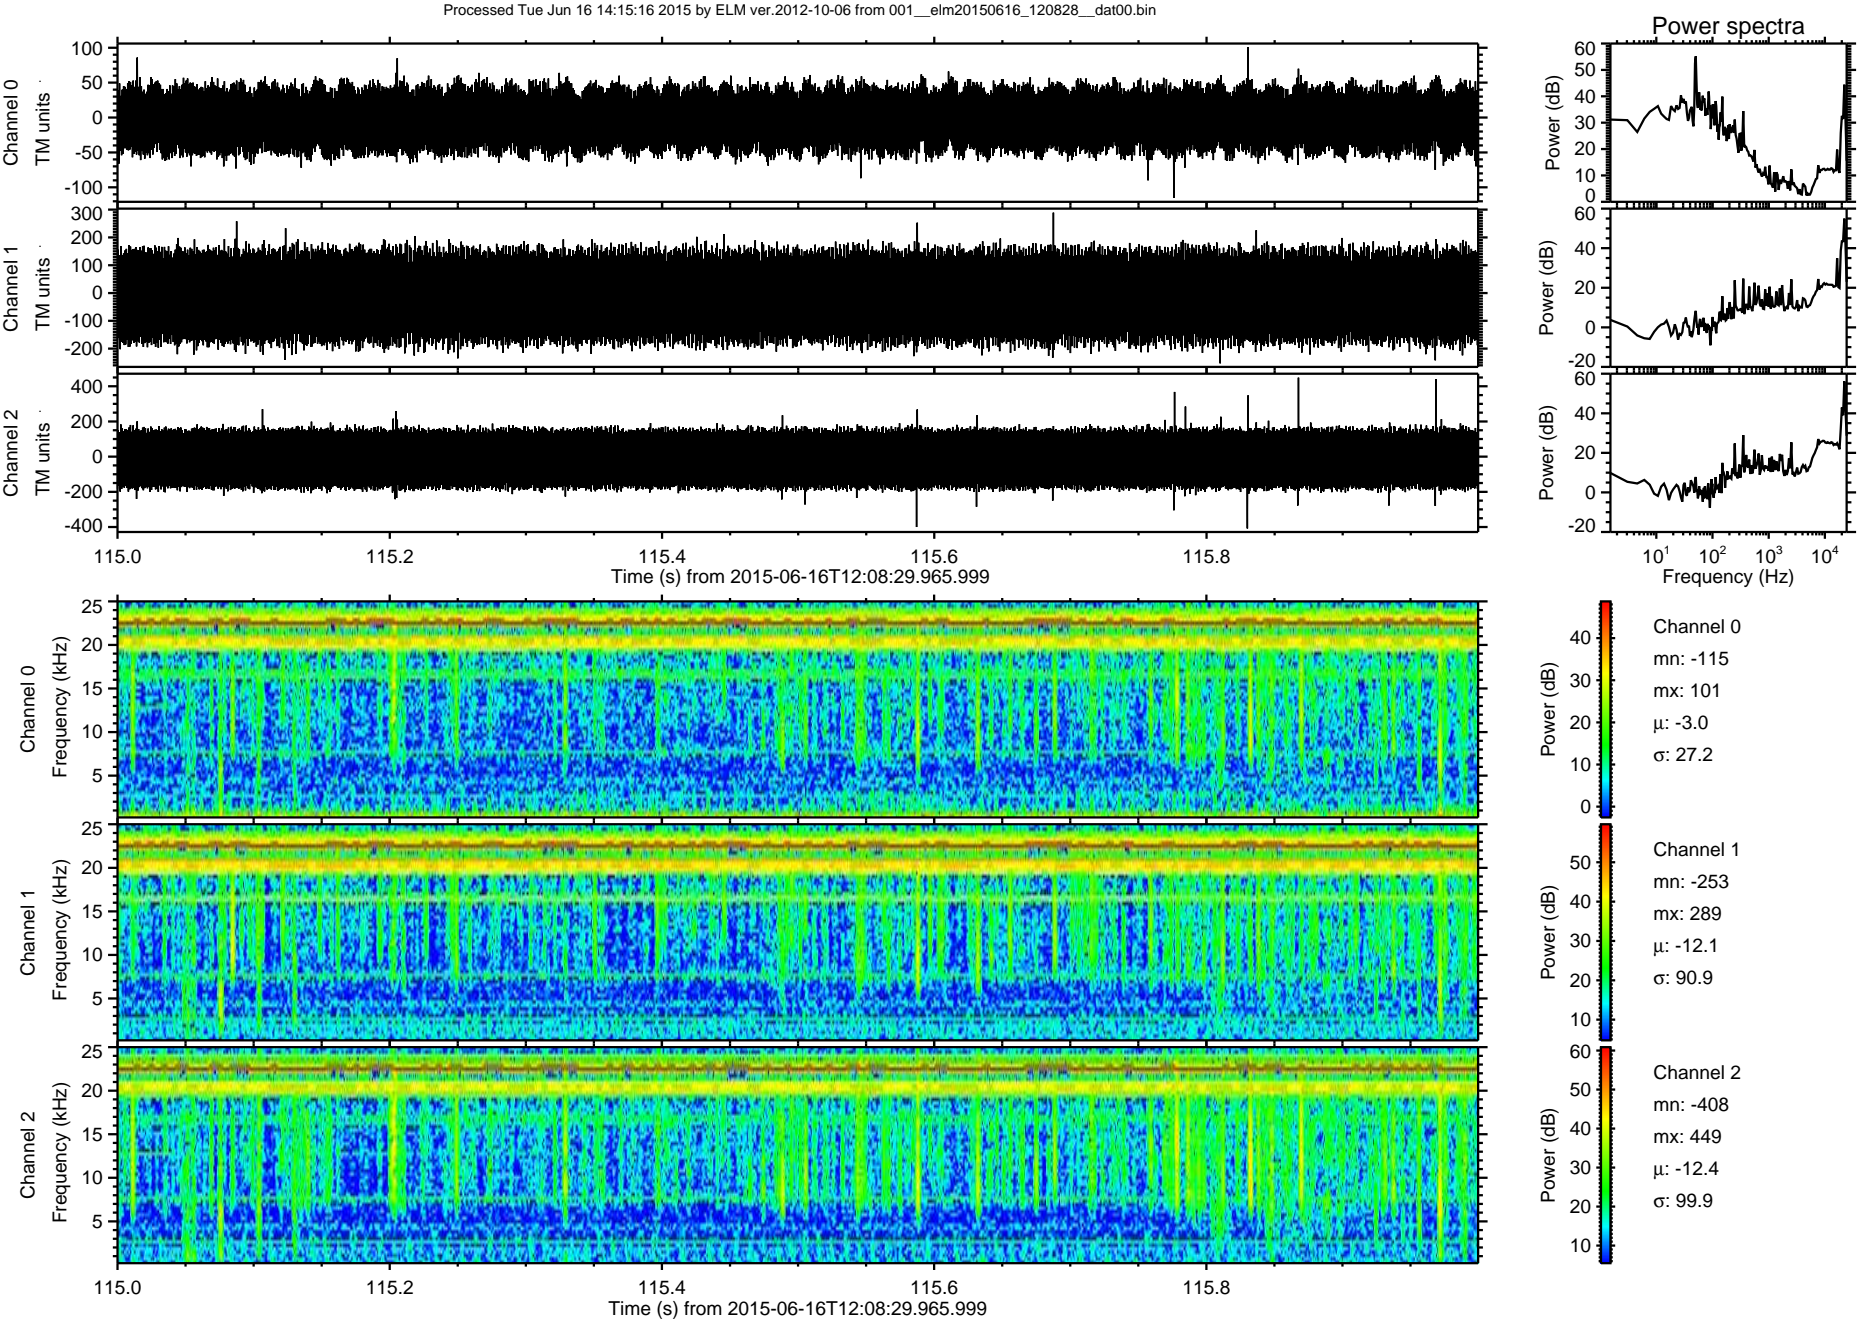 Processed Tue Jun 16 14:15:16 2015 by ELM ver.2012-10-06 from 001__elm20150616_120828__dat00.bin
Power spectra
Channel 0
TM units
100
50
0
-50
-100
Power (dB)
60
50
40
30
20
10
0
Channel 1
TM units
300
200
100
0
-100
-200
Power (dB)
60
40
20
0
-20
Channel 2
TM units
400
200
0
-200
-400
Power (dB)
60
40
20
0
-20
115.0 115.2 115.4 115.6 115.8
Time (s) from 2015-06-16T12:08:29.965.999
10¹ 10² 10³ 10⁴
Frequency (Hz)
Channel 0
Frequency (kHz)
25
20
15
10
5
Power (dB)
40
30
20
10
0
Channel 0
mn: -115
mx: 101
μ: -3.0
σ: 27.2
Channel 1
Frequency (kHz)
25
20
15
10
5
Power (dB)
50
40
30
20
10
Channel 1
mn: -253
mx: 289
μ: -12.1
σ: 90.9
Channel 2
Frequency (kHz)
25
20
15
10
5
Power (dB)
60
50
40
30
20
10
Channel 2
mn: -408
mx: 449
μ: -12.4
σ: 99.9
115.0 115.2 115.4 115.6 115.8
Time (s) from 2015-06-16T12:08:29.965.999